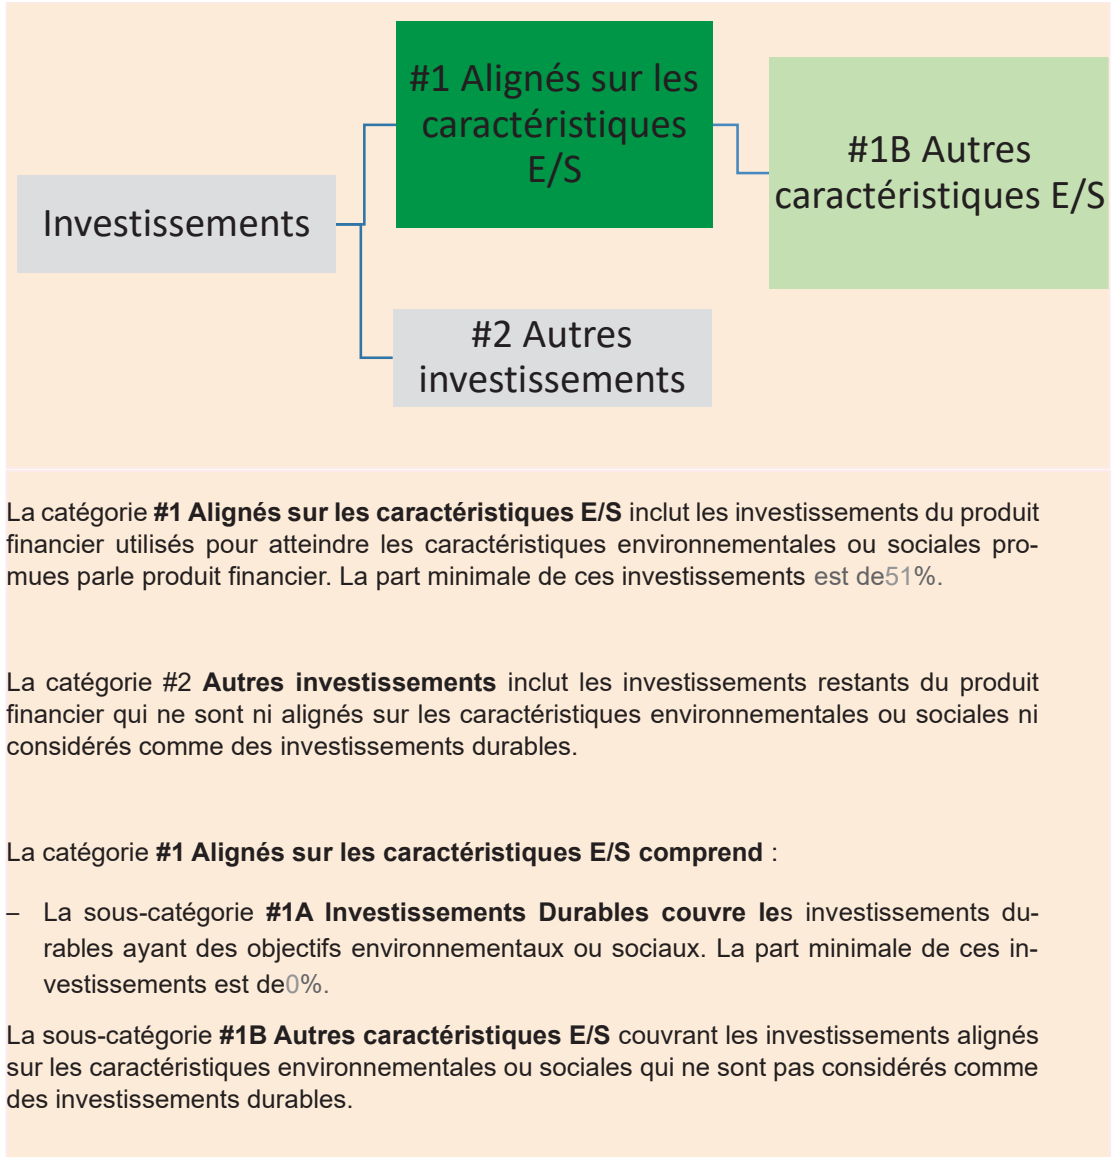 #1 Alignés sur les
caractéristiques
E/S
#1B Autres
caractéristiques E/S
Investissements
#2 Autres
investissements
La catégorie #1 Alignés sur les caractéristiques E/S inclut les investissements du produit
financier utilisés pour atteindre les caractéristiques environnementales ou sociales pro-
mues parle produit financier. La part minimale de ces investissements est de51%.
La catégorie #2 Autres investissements inclut les investissements restants du produit
financier qui ne sont ni alignés sur les caractéristiques environnementales ou sociales ni
considérés comme des investissements durables.
La catégorie #1 Alignés sur les caractéristiques E/S comprend :
– La sous-catégorie #1A Investissements Durables couvre les investissements du-
rables ayant des objectifs environnementaux ou sociaux. La part minimale de ces in-
vestissements est de0%.
La sous-catégorie #1B Autres caractéristiques E/S couvrant les investissements alignés
sur les caractéristiques environnementales ou sociales qui ne sont pas considérés comme
des investissements durables.